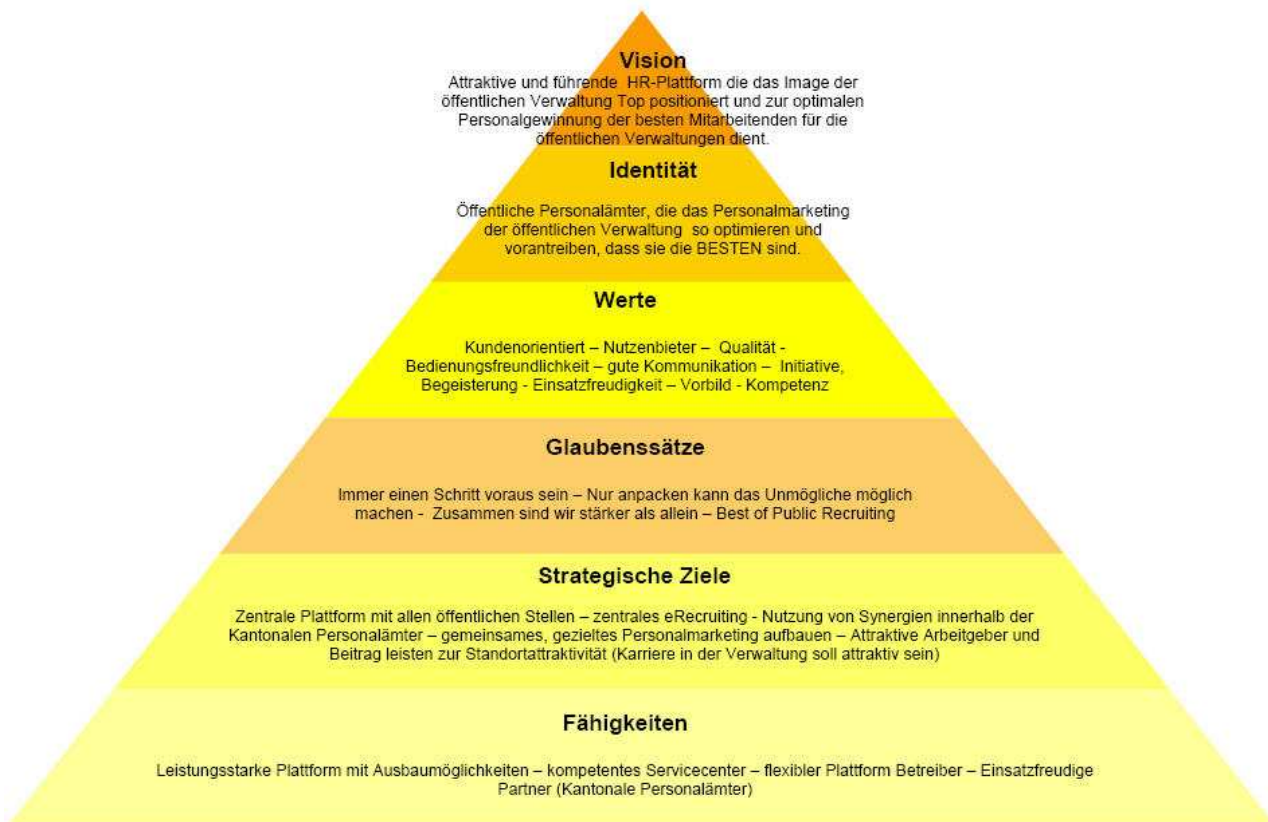 Vision
Attraktive und führende  HR-Plattform die das Image der
öffentlichen Verwaltung Top positioniert und zur optimalen
Personalgewinnung der besten Mitarbeitenden für die
öffentlichen Verwaltungen dient.
Identität
Öffentliche Personalämter, die das Personalmarketing
der öffentlichen Verwaltung  so optimieren und
vorantreiben, dass sie die BESTEN sind.
Werte
Kundenorientiert – Nutzenbieter –  Qualität -
Bedienungsfreundlichkeit – gute Kommunikation –  Initiative,
Begeisterung - Einsatzfreudigkeit – Vorbild - Kompetenz
Glaubenssätze
Immer einen Schritt voraus sein – Nur anpacken kann das Unmögliche möglich
machen -  Zusammen sind wir stärker als allein – Best of Public Recruiting
Strategische Ziele
Zentrale Plattform mit allen öffentlichen Stellen – zentrales eRecruiting - Nutzung von Synergien innerhalb der
Kantonalen Personalämter – gemeinsames, gezieltes Personalmarketing aufbauen – Attraktive Arbeitgeber und
Beitrag leisten zur Standortattraktivität (Karriere in der Verwaltung soll attraktiv sein)
Fähigkeiten
Leistungsstarke Plattform mit Ausbaumöglichkeiten – kompetentes Servicecenter – flexibler Plattform Betreiber – Einsatzfreudige
Partner (Kantonale Personalämter)